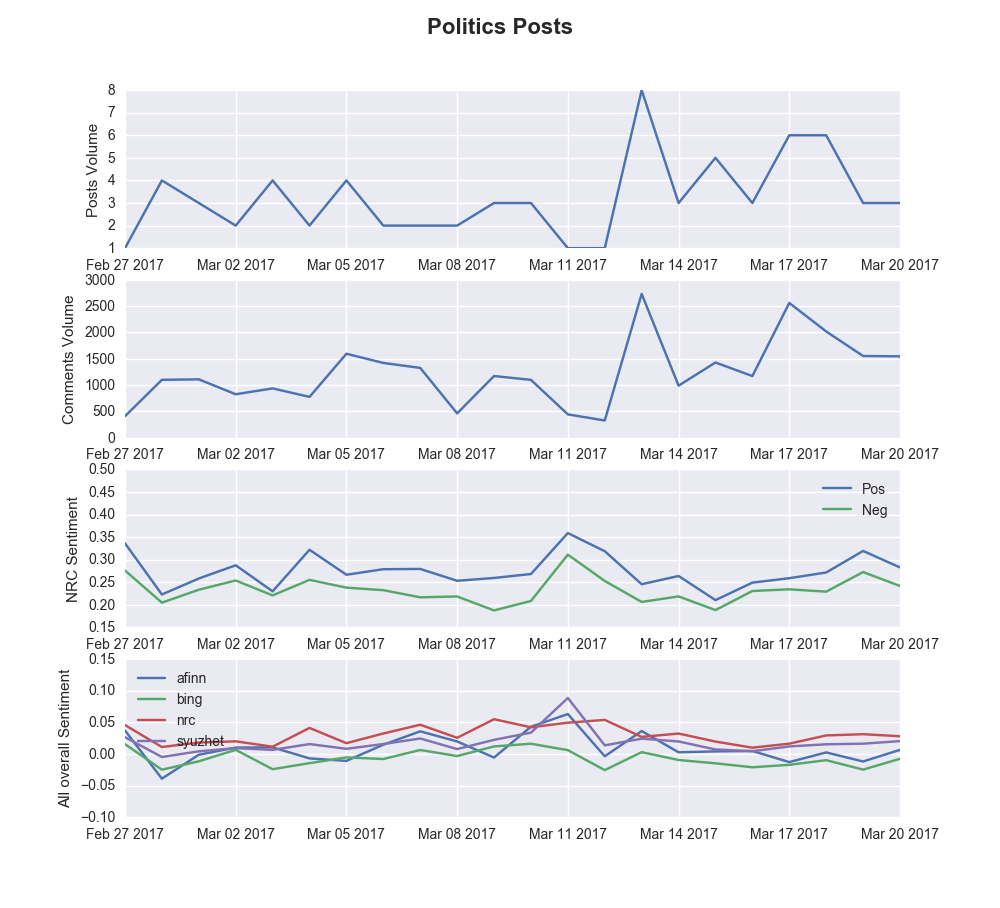 Politics Posts
8
7
6
5
4
3
2
1
Posts Volume
Feb 27 2017 Mar 02 2017 Mar 05 2017 Mar 08 2017 Mar 11 2017 Mar 14 2017 Mar 17 2017 Mar 20 2017
3000
2500
2000
1500
1000
500
0
Comments Volume
Feb 27 2017 Mar 02 2017 Mar 05 2017 Mar 08 2017 Mar 11 2017 Mar 14 2017 Mar 17 2017 Mar 20 2017
0.50
0.45
0.40
0.35
0.30
0.25
0.20
0.15
NRC Sentiment
Pos
Neg
Feb 27 2017 Mar 02 2017 Mar 05 2017 Mar 08 2017 Mar 11 2017 Mar 14 2017 Mar 17 2017 Mar 20 2017
0.15
0.10
0.05
0.00
−0.05
−0.10
All overall Sentiment
afinn
bing
nrc
syuzhet
Feb 27 2017 Mar 02 2017 Mar 05 2017 Mar 08 2017 Mar 11 2017 Mar 14 2017 Mar 17 2017 Mar 20 2017